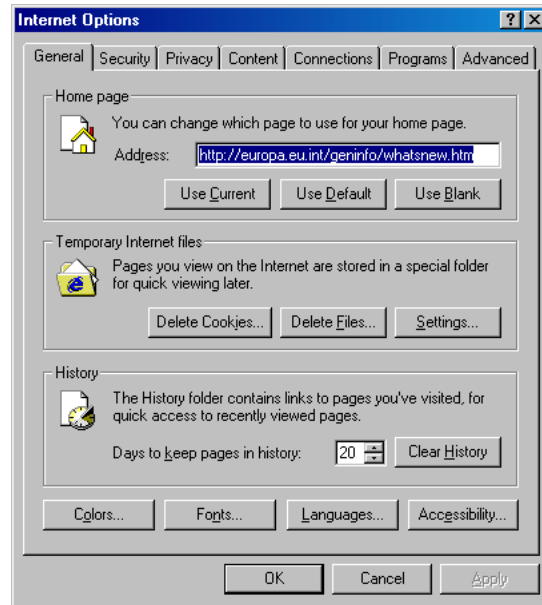 Internet Options
General Security Privacy Content Connections Programs Advanced
Home page
You can change which page to use for your home page.
Address: http://europa.eu.int/geninfo/whatsnew.htm
Use Current Use Default Use Blank
Temporary Internet files
Pages you view on the Internet are stored in a special folder
for quick viewing later.
Delete Cookies... Delete Files... Settings...
History
The History folder contains links to pages you've visited, for
quick access to recently viewed pages.
Days to keep pages in history: 20 Clear History
Colors... Fonts... Languages... Accessibility...
OK Cancel Apply